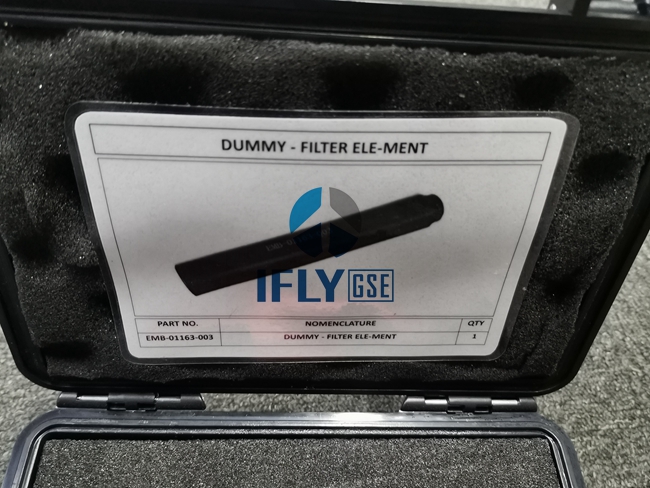 DUMMY - FILTER ELE-MENT
IFLY GSE
PART NO. NOMENCLATURE QTY
EMB-01163-003 DUMMY - FILTER ELE-MENT 1